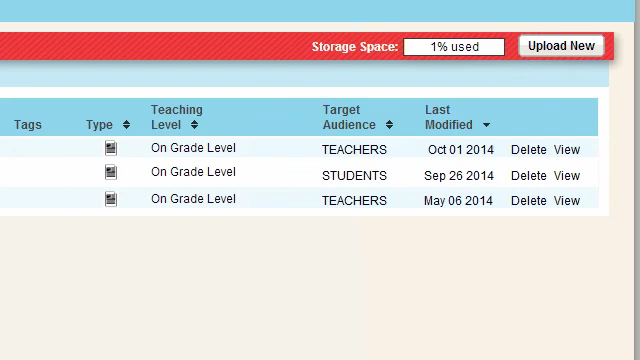 Storage Space: 1% used Upload New
Tags Type Teaching Level Target Audience Last Modified
On Grade Level TEACHERS Oct 01 2014 Delete View
On Grade Level STUDENTS Sep 26 2014
On Grade Level TEACHERS May 06 2014 Delete View